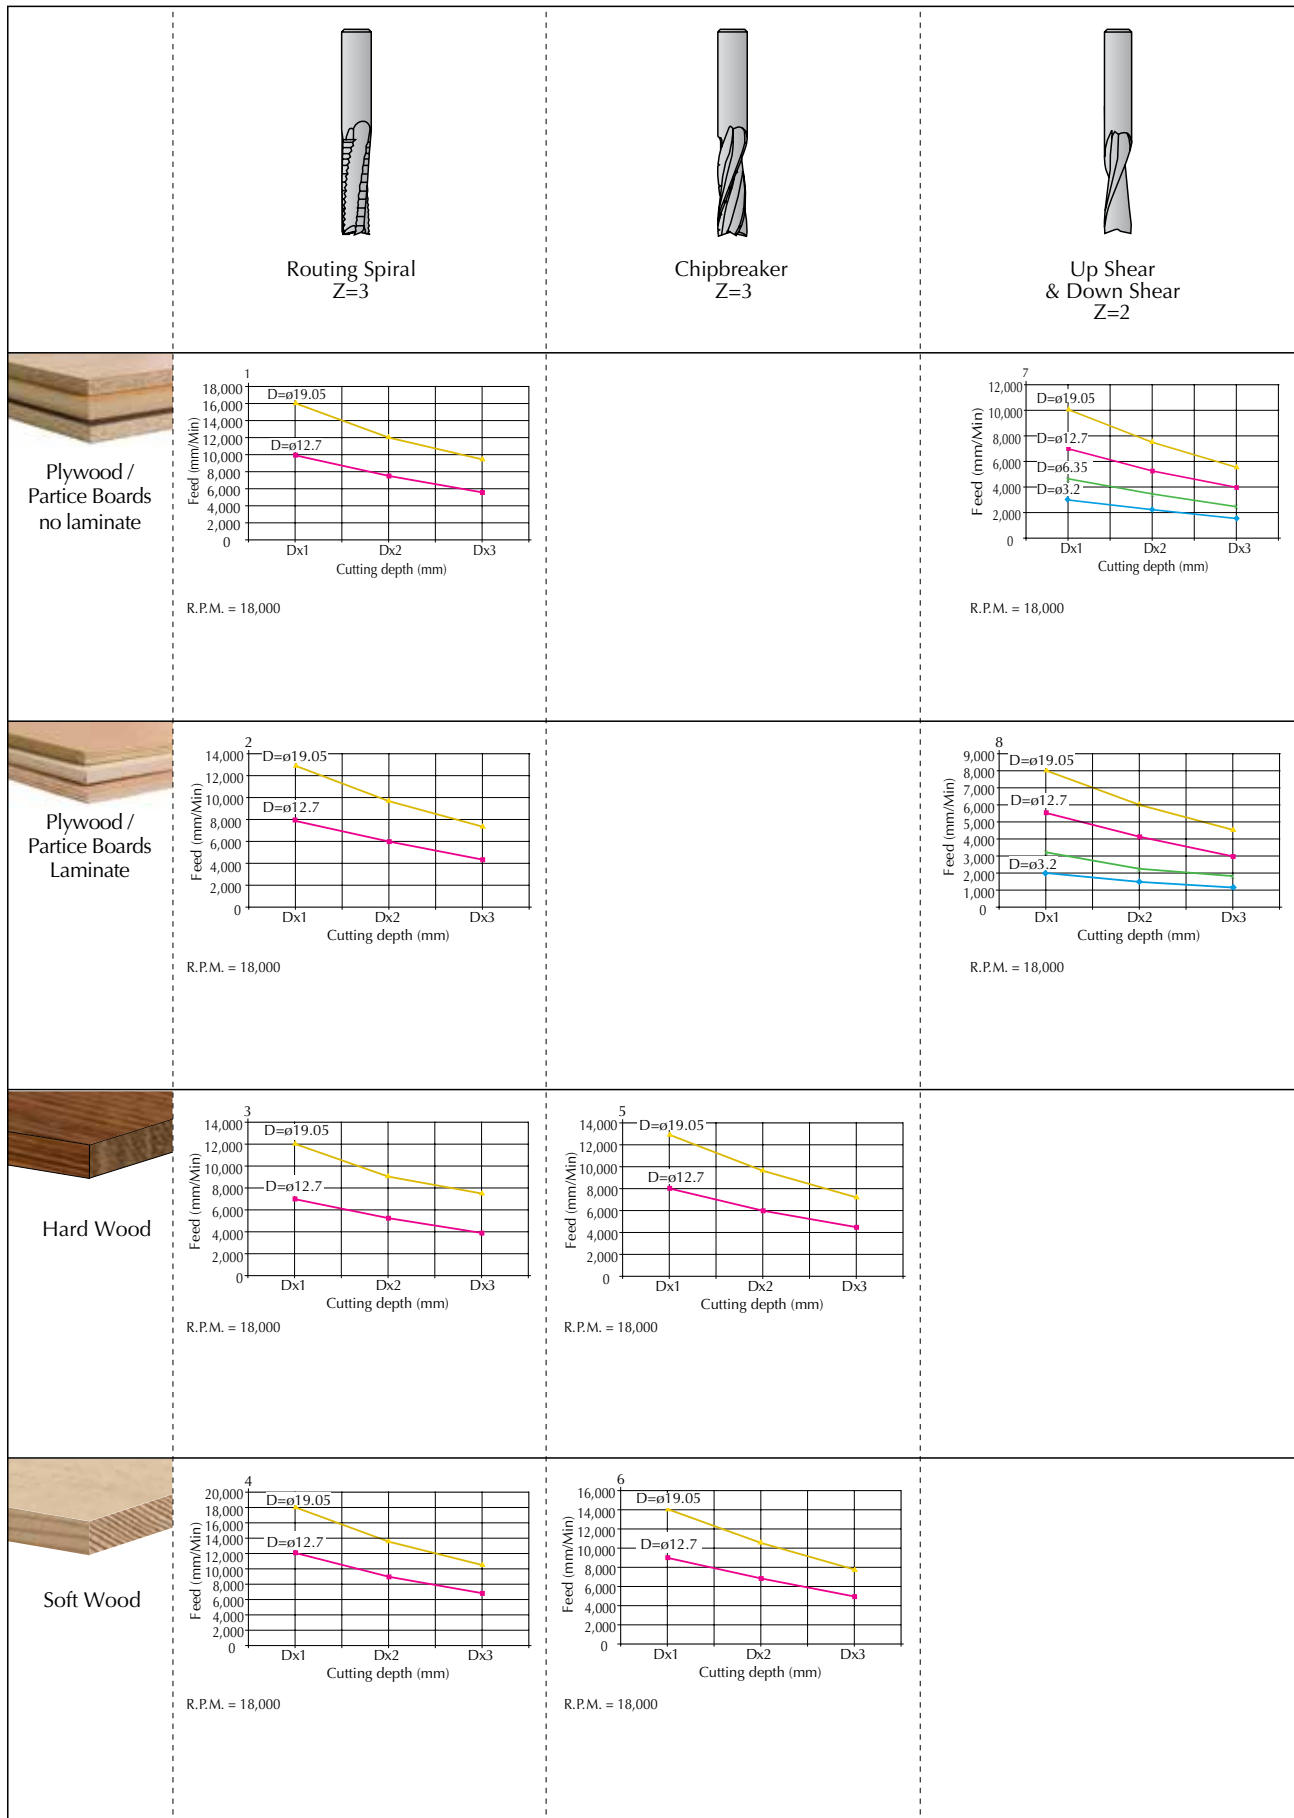 Routing Spiral
Z=3
Chipbreaker
Z=3
Up Shear
& Down Shear
Z=2
Plywood /
Partice Boards
no laminate
1
18,000
16,000
14,000
12,000
10,000
8,000
6,000
4,000
2,000
0
Feed (mm/Min)
D=ø19.05
D=ø12.7
Dx1 Dx2 Dx3
Cutting depth (mm)
R.P.M. = 18,000
7
12,000
10,000
8,000
6,000
4,000
2,000
0
Feed (mm/Min)
D=ø19.05
D=ø12.7
D=ø6.35
D=ø3.2
Dx1 Dx2 Dx3
Cutting depth (mm)
R.P.M. = 18,000
Plywood /
Partice Boards
Laminate
2
14,000
12,000
10,000
8,000
6,000
4,000
2,000
0
Feed (mm/Min)
D=ø19.05
D=ø12.7
Dx1 Dx2 Dx3
Cutting depth (mm)
R.P.M. = 18,000
8
9,000
8,000
7,000
6,000
5,000
4,000
3,000
2,000
1,000
0
Feed (mm/Min)
D=ø19.05
D=ø12.7
D=ø3.2
Dx1 Dx2 Dx3
Cutting depth (mm)
R.P.M. = 18,000
Hard Wood
3
14,000
12,000
10,000
8,000
6,000
4,000
2,000
0
Feed (mm/Min)
D=ø19.05
D=ø12.7
Dx1 Dx2 Dx3
Cutting depth (mm)
R.P.M. = 18,000
5
14,000
12,000
10,000
8,000
6,000
4,000
2,000
0
Feed (mm/Min)
D=ø19.05
D=ø12.7
Dx1 Dx2 Dx3
Cutting depth (mm)
R.P.M. = 18,000
Soft Wood
4
20,000
18,000
16,000
14,000
12,000
10,000
8,000
6,000
4,000
2,000
0
Feed (mm/Min)
D=ø19.05
D=ø12.7
Dx1 Dx2 Dx3
Cutting depth (mm)
R.P.M. = 18,000
6
16,000
14,000
12,000
10,000
8,000
6,000
4,000
2,000
0
Feed (mm/Min)
D=ø19.05
D=ø12.7
Dx1 Dx2 Dx3
Cutting depth (mm)
R.P.M. = 18,000